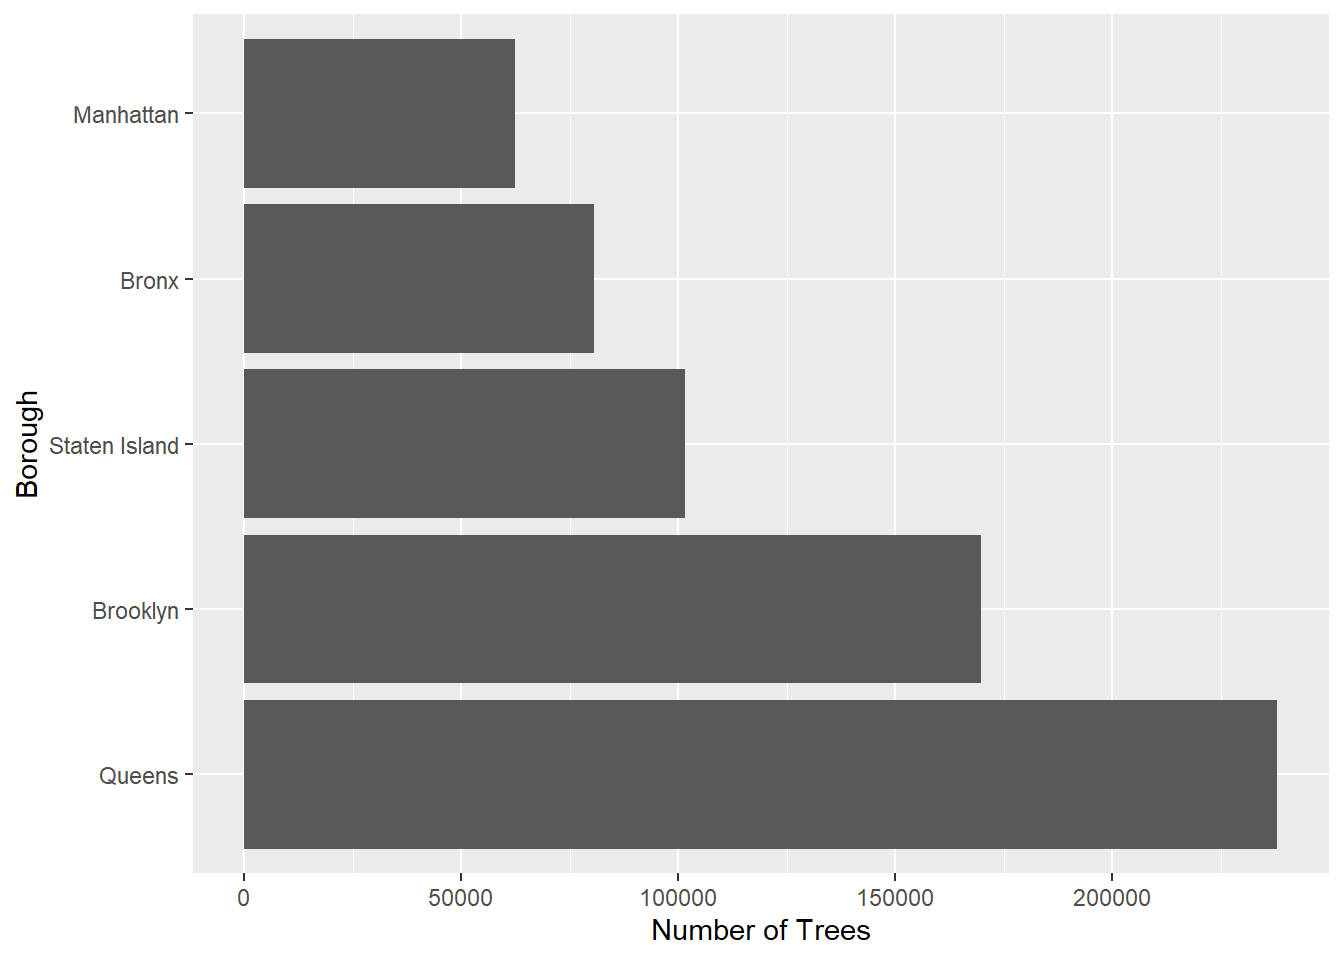 Borough
Manhattan
Bronx
Staten Island
Brooklyn
Queens
0 50000 100000 150000 200000
Number of Trees